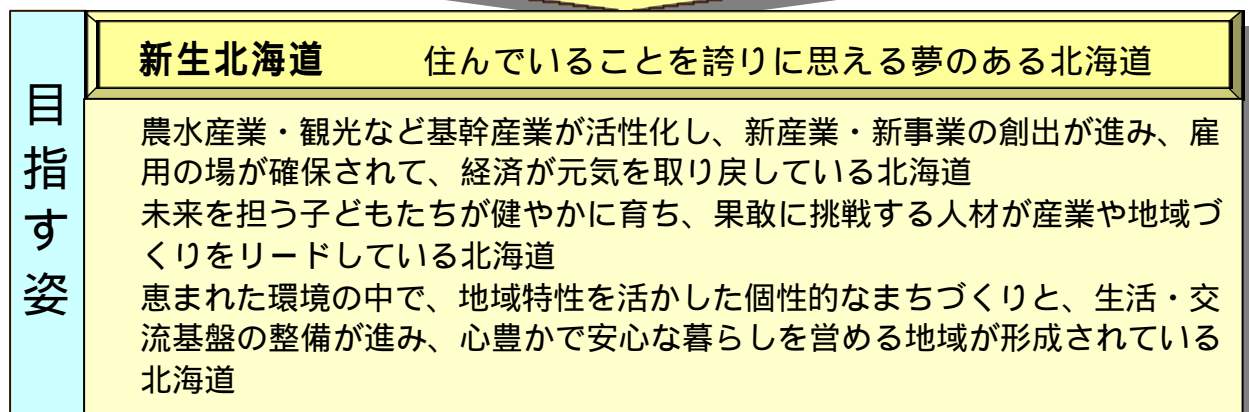 目指す姿
新生北海道　　住んでいることを誇りに思える夢のある北海道
農水産業・観光など基幹産業が活性化し、新産業・新事業の創出が進み、雇
用の場が確保されて、経済が元気を取り戻している北海道
未来を担う子どもたちが健やかに育ち、果敢に挑戦する人材が産業や地域づ
くりをリードしている北海道
恵まれた環境の中で、地域特性を活かした個性的なまちづくりと、生活・交
流基盤の整備が進み、心豊かで安心な暮らしを営める地域が形成されている
北海道